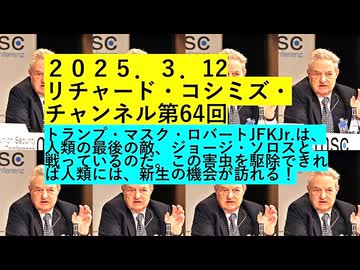 SC
nferenz
OSC
Conferenz
２０２５．３．12
リチャード・コシミズ・
チャンネル第64回
トランプ・マスク・ロバートJFKJr.は、
人類の最後の敵、ジョージ・ソロスと
戦っているのだ。この害虫を駆除できれ
ば人類には、新生の機会が訪れる！